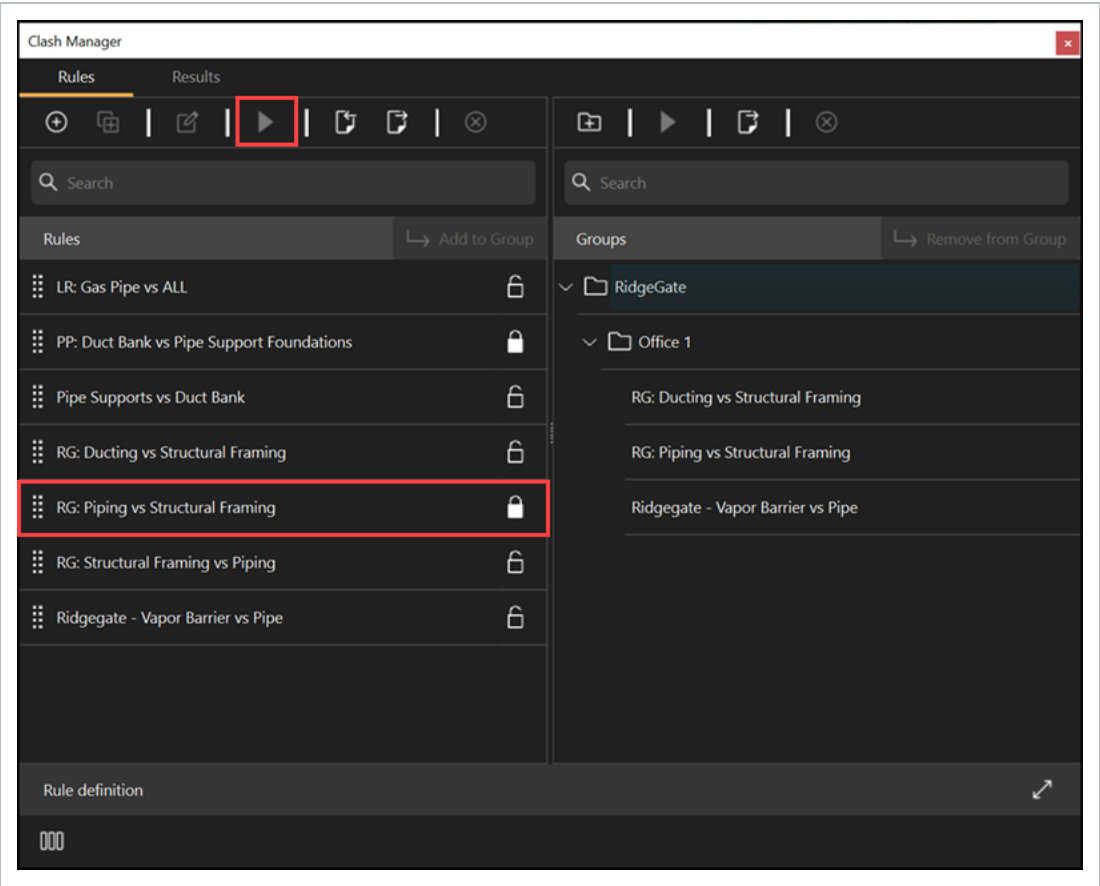 Clash Manager
Rules
Results
Search
Search
Rules
Add to Group
Groups
Remove from Group
LR: Gas Pipe vs ALL
PP: Duct Bank vs Pipe Support Foundations
Pipe Supports vs Duct Bank
RG: Ducting vs Structural Framing
RG: Piping vs Structural Framing
RG: Structural Framing vs Piping
Ridgegate - Vapor Barrier vs Pipe
RidgeGate
Office 1
RG: Ducting vs Structural Framing
RG: Piping vs Structural Framing
Ridgegate - Vapor Barrier vs Pipe
Rule definition